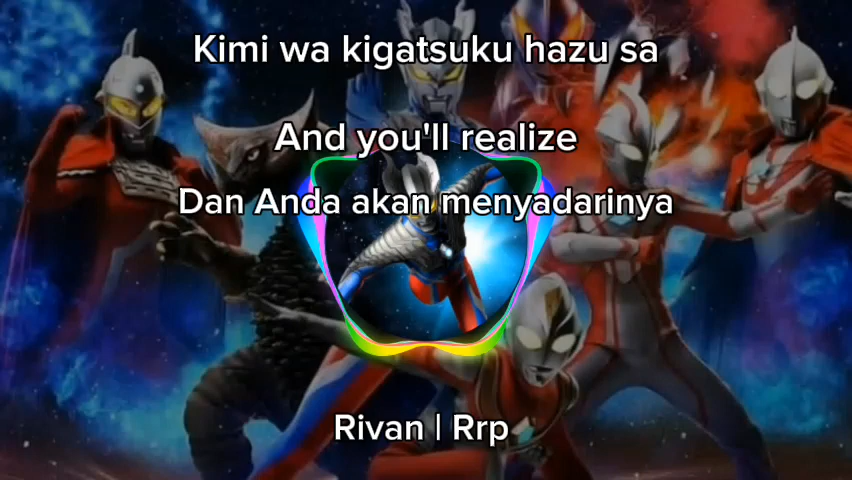 Kimi wa kigatsuku hazu sa
And you'll realize
Dan Anda akan menyadarinya
Rivan | Rrp